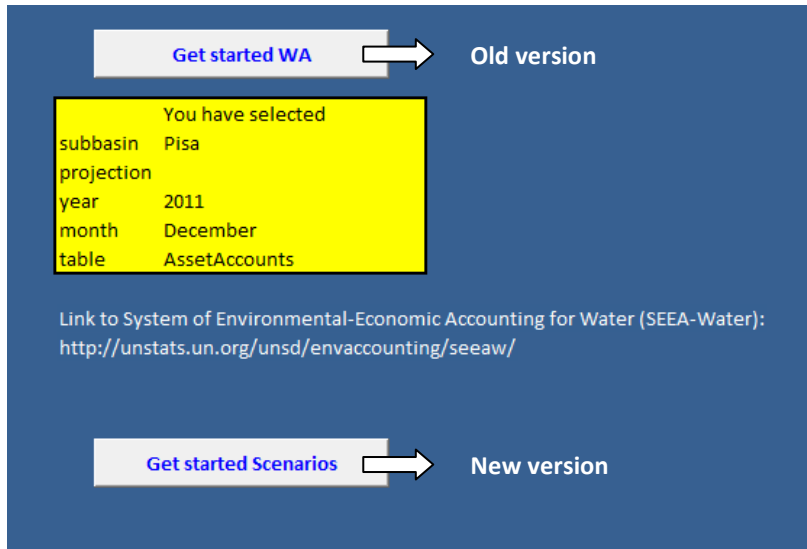 Get started WA
Old version
You have selected
subbasin Pisa
projection
year 2011
month December
table AssetAccounts
Link to System of Environmental-Economic Accounting for Water (SEEA-Water):
http://unstats.un.org/unsd/envaccounting/seeaw/
Get started Scenarios
New version